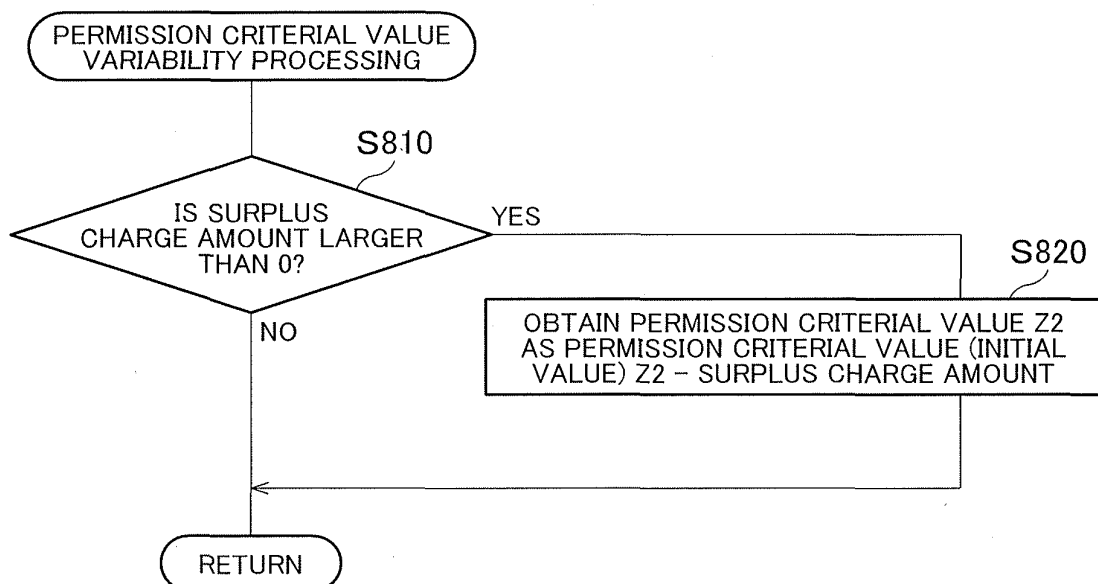 PERMISSION CRITERIAL VALUE
VARIABILITY PROCESSING
S810
IS SURPLUS
CHARGE AMOUNT LARGER
THAN 0?
YES
NO
S820
OBTAIN PERMISSION CRITERIAL VALUE Z2
AS PERMISSION CRITERIAL VALUE (INITIAL
VALUE) Z2 – SURPLUS CHARGE AMOUNT
RETURN